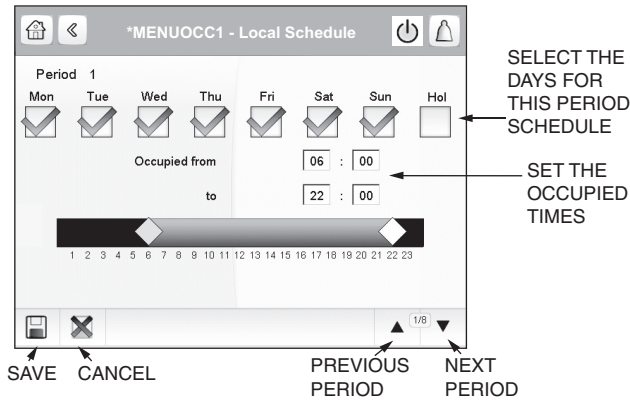 *MENUOCC1 - Local Schedule
Period 1
Mon Tue Wed Thu Fri Sat Sun Hol
Occupied from 06 : 00
to 22 : 00
1 2 3 4 5 6 7 8 9 10 11 12 13 14 15 16 17 18 19 20 21 22 23
1/8
SELECT THE
DAYS FOR
THIS PERIOD
SCHEDULE
SET THE
OCCUPIED
TIMES
SAVE
CANCEL
PREVIOUS
PERIOD
NEXT
PERIOD